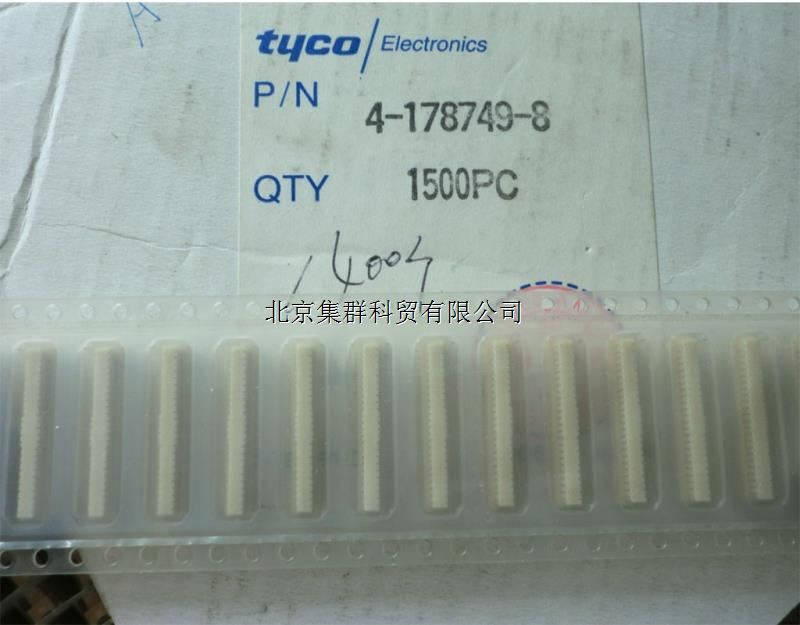 tyco/Electronics
P/N 4-178749-8
QTY 1500PC
北京集群科贸有限公司